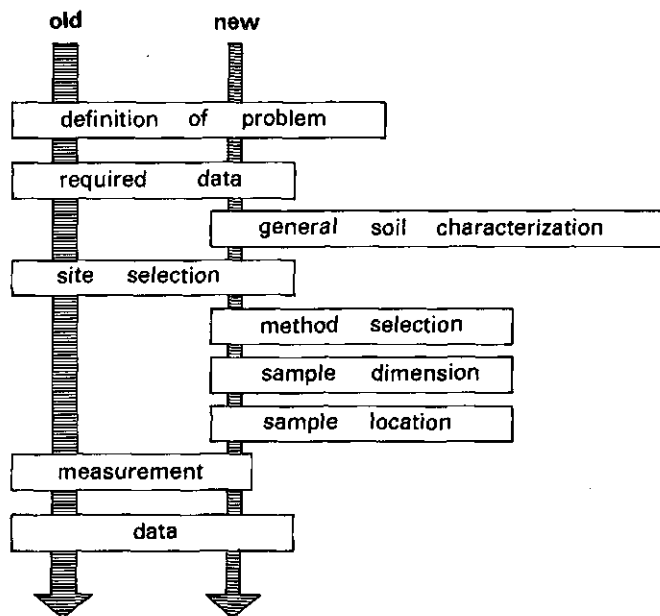 old new
definition of problem
required data
general soil characterization
site selection
method selection
sample dimension
sample location
measurement
data